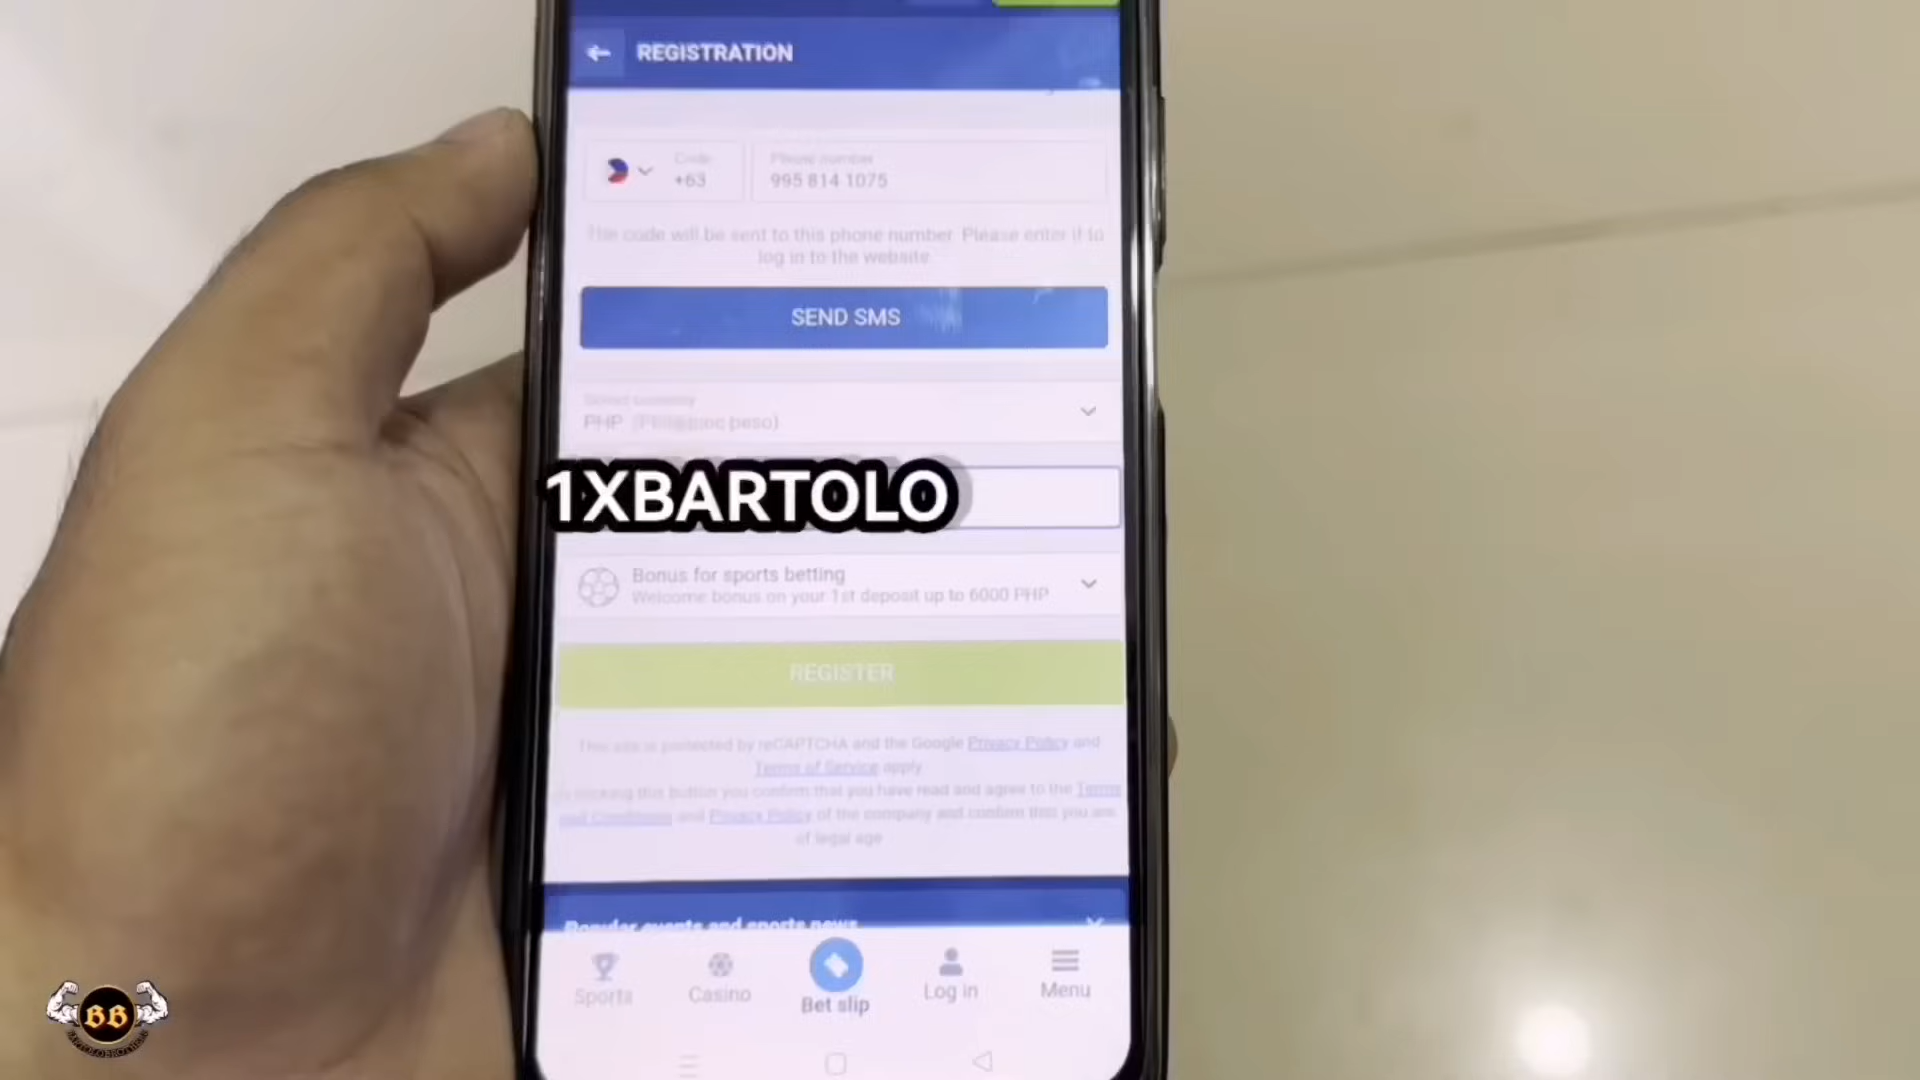 REGISTRATION
Code
+63
Phone number
995 814 1075
The code will be sent to this phone number. Please enter it to
log in to the website
SEND SMS
PHP (Philippine peso)
1XBARTOLO
Bonus for sports betting
Welcome bonus on your 1st deposit up to 6000 PHP
REGISTER
This site is protected by reCAPTCHA and the Google Privacy Policy and
Terms of Service apply
clicking this button you confirm that you have read and agree to the Terms
and Conditions and Privacy Policy of the company and confirm that you are
of legal age
Popular events and sports news
Sports
Casino
Bet slip
Log in
Menu
BB